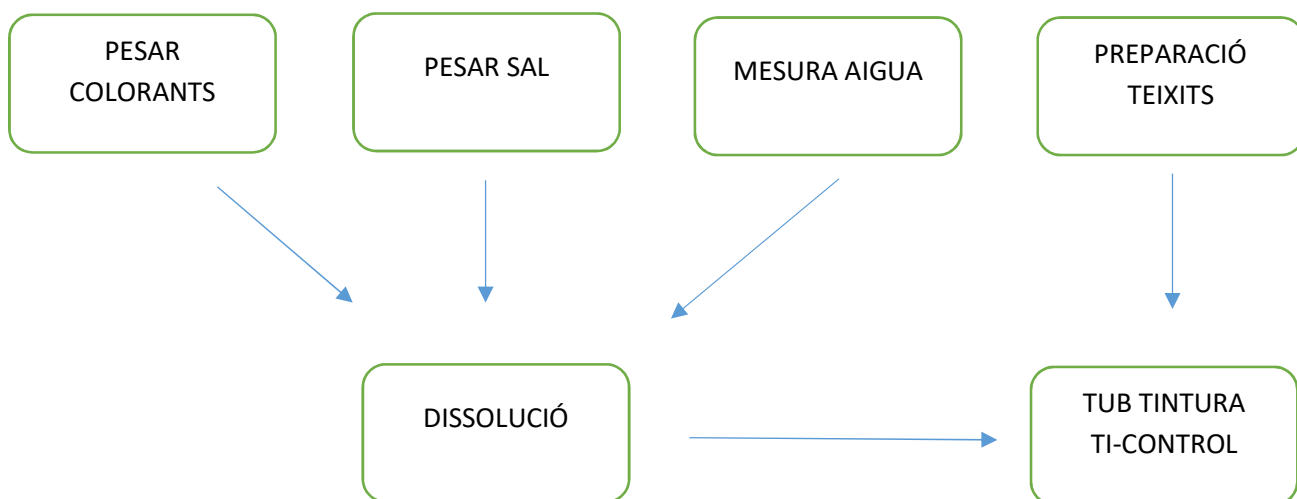 PESAR
COLORANTS
PESAR SAL
MESURA AIGUA
PREPARACIÓ
TEIXITS
DISSOLUCIÓ
TUB TINTURA
TI-CONTROL